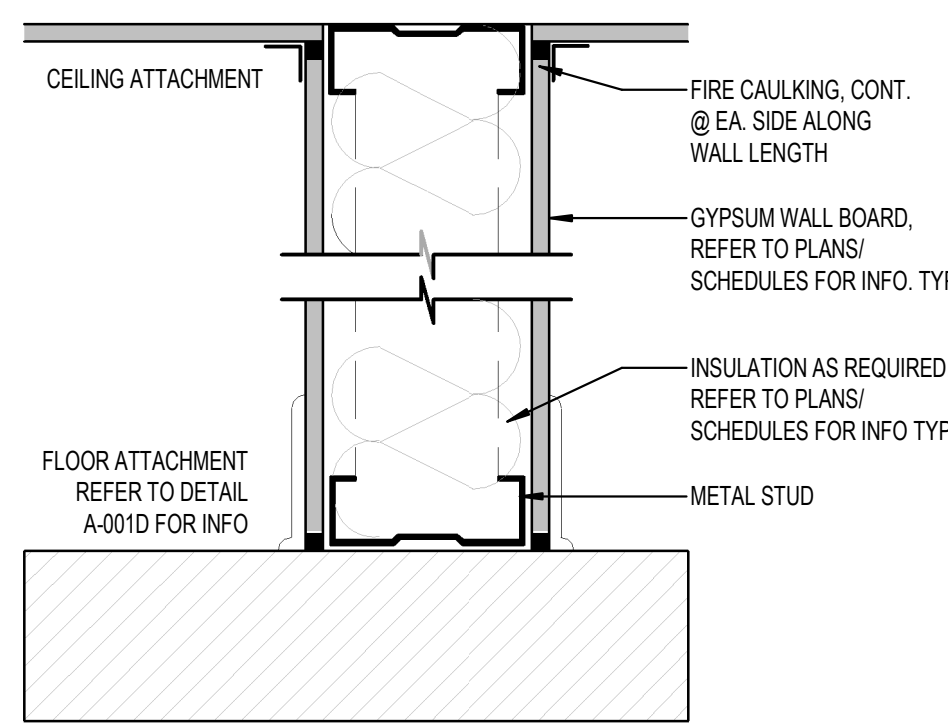 CEILING ATTACHMENT
FIRE CAULKING, CONT.
@ EA. SIDE ALONG
WALL LENGTH
GYPSUM WALL BOARD,
REFER TO PLANS/
SCHEDULES FOR INFO. TYP
INSULATION AS REQUIRED
REFER TO PLANS/
SCHEDULES FOR INFO TYP
FLOOR ATTACHMENT
REFER TO DETAIL
A-001D FOR INFO
METAL STUD